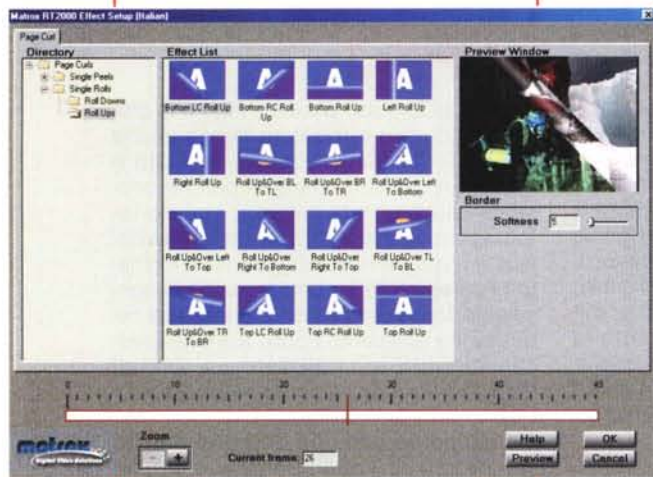 Matrox RT2000 Effect Setup (Italian)
Page Curl
Directory
Page Curls
Single Peels
Single Rolls
Roll Downs
Roll Ups
Effect List
Bottom LC Roll Up
Bottom RC Roll Up
Bottom Roll Up
Left Roll Up
Right Roll Up
Roll Up&Over BL To TL
Roll Up&Over BR To TR
Roll Up&Over Left To Bottom
Roll Up&Over Left To Top
Roll Up&Over Right To Bottom
Roll Up&Over Right To Top
Roll Up&Over TL To BL
Roll Up&Over TR To BR
Top LC Roll Up
Top RC Roll Up
Top Roll Up
Preview Window
Border
Softness 5
0 10 20 30 40 49
matrox
Digital Video Solutions
Zoom
- +
Current frame: 26
Help
OK
Preview
Cancel